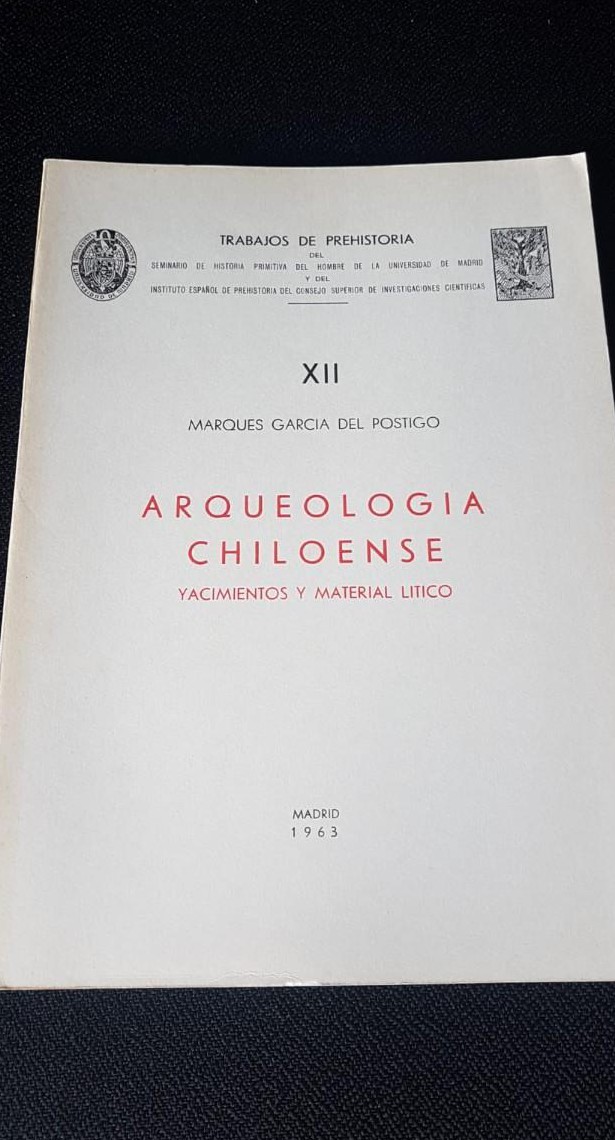 TRABAJOS DE PREHISTORIA
DEL
SEMINARIO DE HISTORIA PRIMITIVA DEL HOMBRE DE LA UNIVERSIDAD DE MADRID
Y DEL
INSTITUTO ESPAÑOL DE PREHISTORIA DEL CONSEJO SUPERIOR DE INVESTIGACIONES CIENTIFICAS
XII
MARQUES GARCIA DEL POSTIGO
ARQUEOLOGIA
CHILOENSE
YACIMIENTOS Y MATERIAL LITICO
MADRID
1963